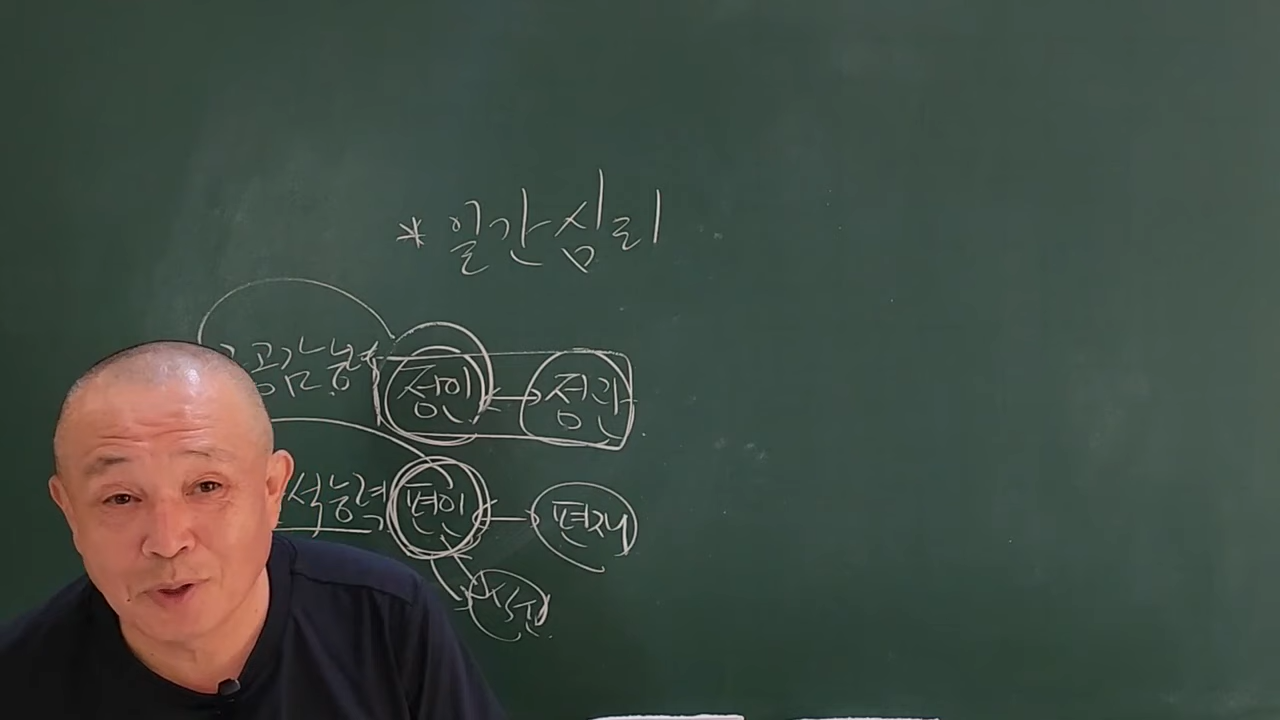 * 일간심리
공감능력 정인 정관
석능력 편인 편재
식신